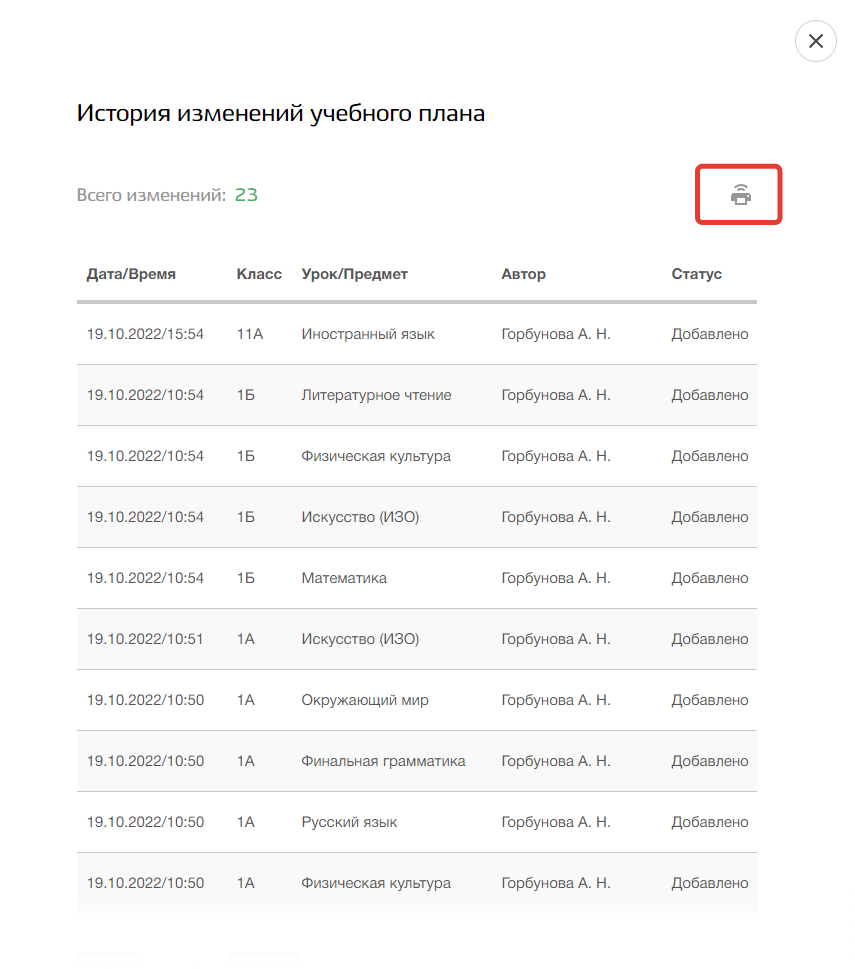 История изменений учебного плана
Всего изменений: 23
Дата/Время Класс Урок/Предмет Автор Статус
19.10.2022/15:54 11А Иностранный язык Горбунова А. Н. Добавлено
19.10.2022/10:54 1Б Литературное чтение Горбунова А. Н. Добавлено
19.10.2022/10:54 1Б Физическая культура Горбунова А. Н. Добавлено
19.10.2022/10:54 1Б Искусство (ИЗО) Горбунова А. Н. Добавлено
19.10.2022/10:54 1Б Математика Горбунова А. Н. Добавлено
19.10.2022/10:51 1А Искусство (ИЗО) Горбунова А. Н. Добавлено
19.10.2022/10:50 1А Окружающий мир Горбунова А. Н. Добавлено
19.10.2022/10:50 1А Финальная грамматика Горбунова А. Н. Добавлено
19.10.2022/10:50 1А Русский язык Горбунова А. Н. Добавлено
19.10.2022/10:50 1А Физическая культура Горбунова А. Н. Добавлено